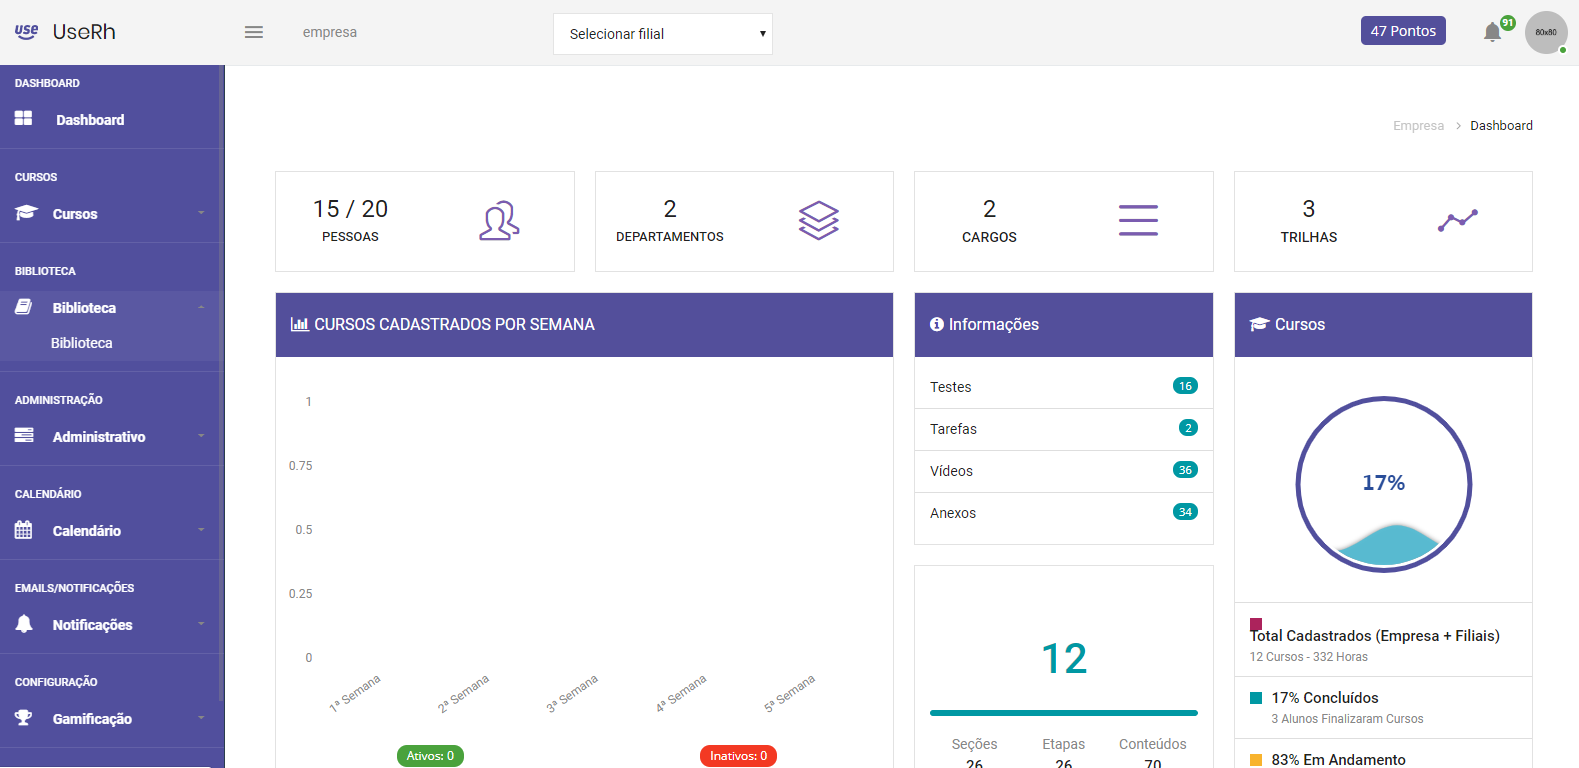 use UseRh
empresa
Selecionar filial
47 Pontos
91
80x80
DASHBOARD
Dashboard
CURSOS
Cursos
BIBLIOTECA
Biblioteca
Biblioteca
ADMINISTRAÇÃO
Administrativo
CALENDÁRIO
Calendário
EMAILS/NOTIFICAÇÕES
Notificações
CONFIGURAÇÃO
Gamificação
Empresa > Dashboard
15 / 20
PESSOAS
2
DEPARTAMENTOS
2
CARGOS
3
TRILHAS
CURSOS CADASTRADOS POR SEMANA
1
0.75
0.5
0.25
0
1ª Semana
2ª Semana
3ª Semana
4ª Semana
5ª Semana
Ativos: 0
Inativos: 0
Informações
Testes 16
Tarefas 2
Vídeos 36
Anexos 34
12
Seções Etapas Conteúdos
26 26 70
Cursos
17%
Total Cadastrados (Empresa + Filiais)
12 Cursos - 332 Horas
17% Concluídos
3 Alunos Finalizaram Cursos
83% Em Andamento